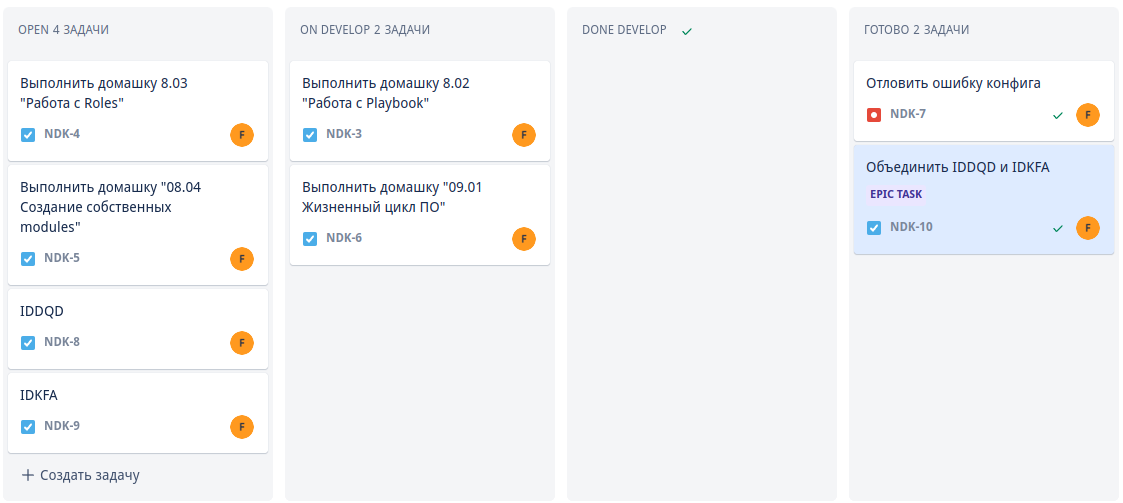 OPEN 4 ЗАДАЧИ
Выполнить домашку 8.03
"Работа с Roles"
NDK-4
F
Выполнить домашку "08.04
Создание собственных
modules"
NDK-5
F
IDDQD
NDK-8
F
IDKFA
NDK-9
F
Создать задачу
ON DEVELOP 2 ЗАДАЧИ
Выполнить домашку 8.02
"Работа с Playbook"
NDK-3
F
Выполнить домашку "09.01
Жизненный цикл ПО"
NDK-6
F
DONE DEVELOP
ГОТОВО 2 ЗАДАЧИ
Отловить ошибку конфига
NDK-7
F
Объединить IDDQD и IDKFA
EPIC TASK
NDK-10
F